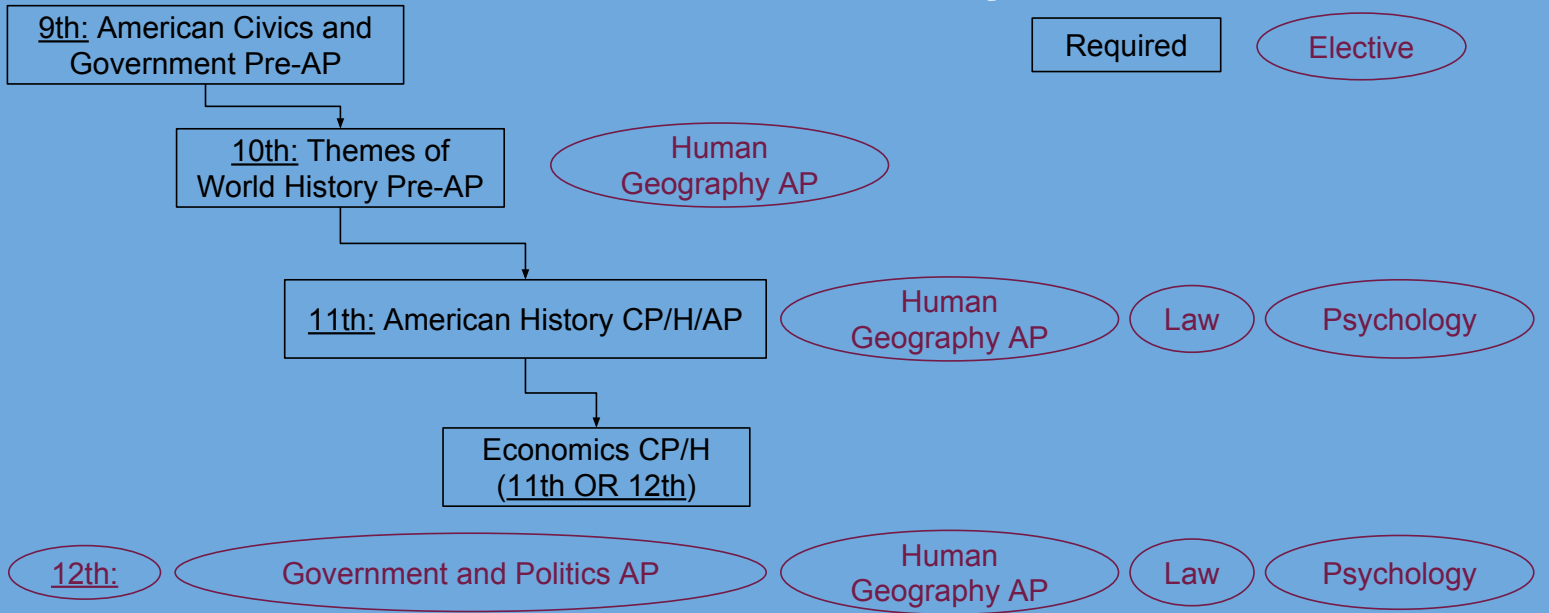 9th: American Civics and
Government Pre-AP
Required
Elective
10th: Themes of
World History Pre-AP
Human
Geography AP
11th: American History CP/H/AP
Human
Geography AP
Law
Psychology
Economics CP/H
(11th OR 12th)
12th:
Government and Politics AP
Human
Geography AP
Law
Psychology